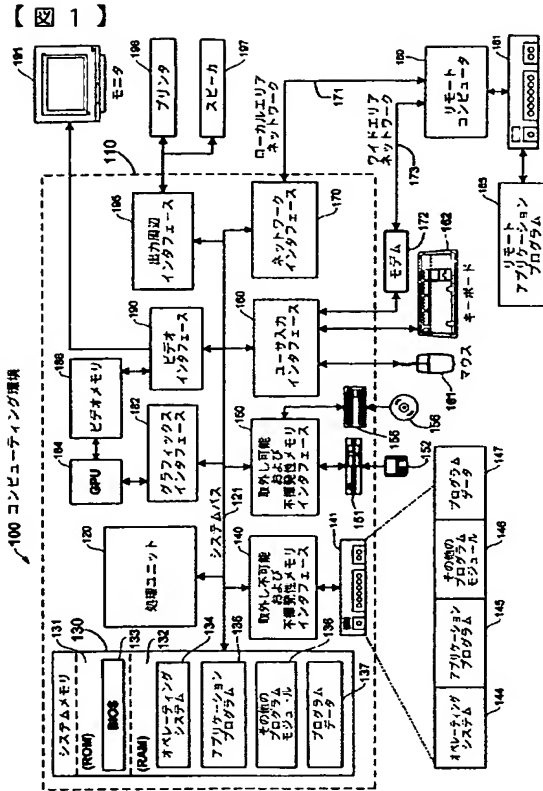 【図1】
100 コンピューティング環境
システムメモリ
131
130
(ROM)
133
BIOS
132
(RAM)
134
オペレーティング
システム
135
アプリケーション
プログラム
136
その他の
プログラム
モジュール
137
プログラム
データ
120
処理ユニット
システムバス
121
184
GPU
186
ビデオメモリ
182
グラフィックス
インタフェース
190
ビデオ
インタフェース
110
195
出力周辺
インタフェース
191
モニタ
196
プリンタ
197
スピーカ
140
取外し不可能
および
不揮発性メモリ
インタフェース
150
取外し可能
および
不揮発性メモリ
インタフェース
160
ユーザ入力
インタフェース
170
ネットワーク
インタフェース
ローカルエリア
ネットワーク
171
ワイドエリア
ネットワーク
173
172
モデム
180
リモート
コンピュータ
181
185
リモート
アプリケーション
プログラム
141
151
152
155
156
161
マウス
162
キーボード
オペレーティング
システム
144
アプリケーション
プログラム
145
その他の
プログラム
モジュール
146
プログラム
データ
147